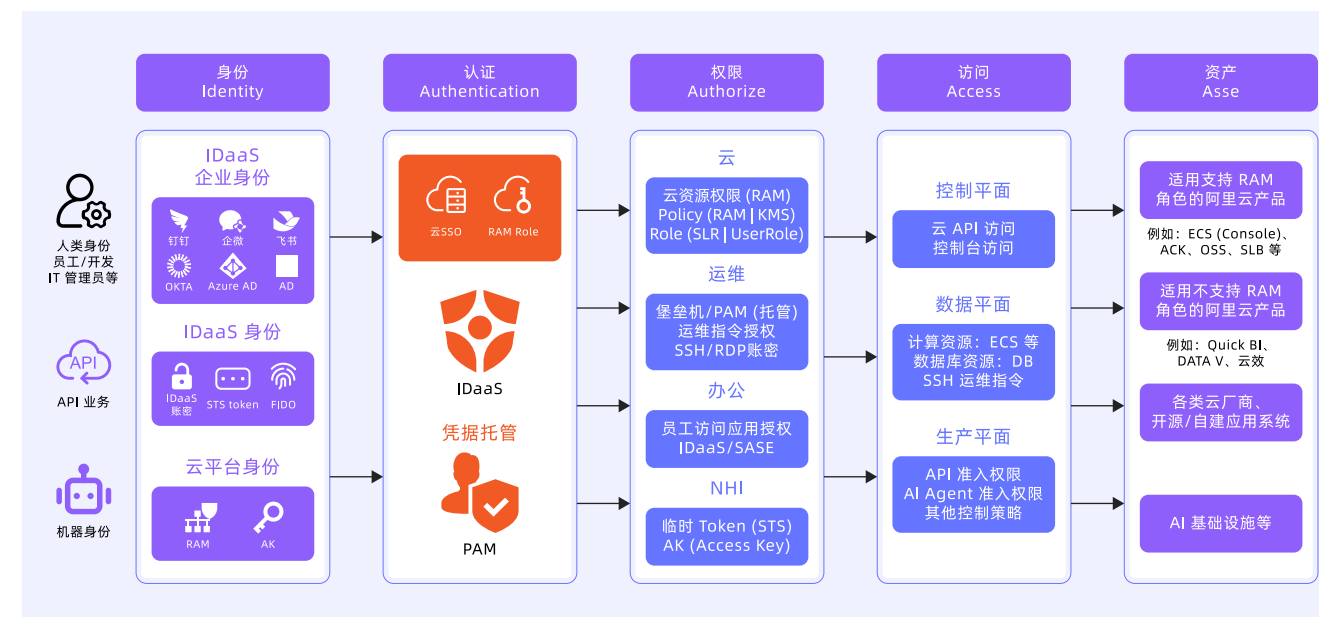 身份
Identity
认证
Authentication
权限
Authorize
访问
Access
资产
Asse
人类身份
员工/开发
IT 管理员等
API
API 业务
机器身份
IDaaS
企业身份
钉钉
企微
飞书
OKTA
Azure AD
AD
IDaaS 身份
IDaaS
账密
STS token
FIDO
云平台身份
RAM
AK
云SSO
RAM Role
IDaaS
凭据托管
PAM
云
云资源权限 (RAM)
Policy (RAM | KMS)
Role (SLR | UserRole)
运维
堡垒机/PAM (托管)
运维指令授权
SSH/RDP账密
办公
员工访问应用授权
IDaaS/SASE
NHI
临时 Token (STS)
AK (Access Key)
控制平面
云 API 访问
控制台访问
数据平面
计算资源：ECS 等
数据库资源：DB
SSH 运维指令
生产平面
API 准入权限
AI Agent 准入权限
其他控制策略
适用支持 RAM
角色的阿里云产品
例如：ECS (Console)、
ACK、OSS、SLB 等
适用不支持 RAM
角色的阿里云产品
例如：Quick BI、
DATA V、云效
各类云厂商、
开源/自建应用系统
AI 基础设施等